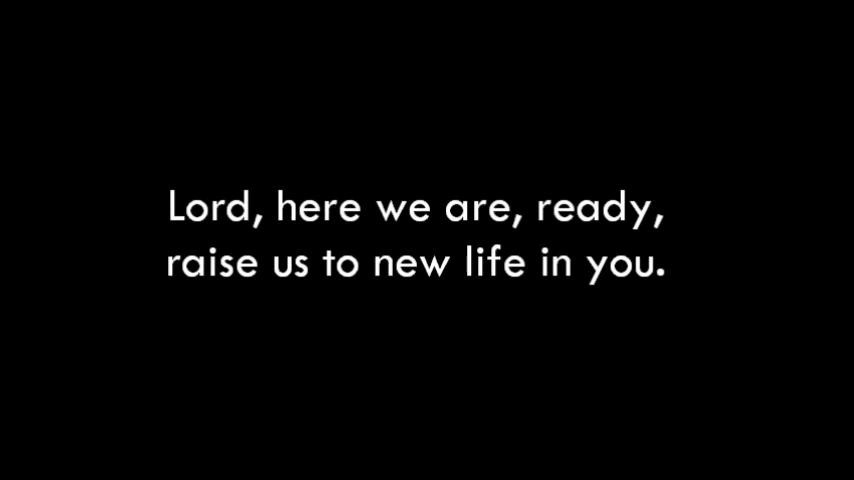 Lord, here we are, ready,
raise us to new life in you.